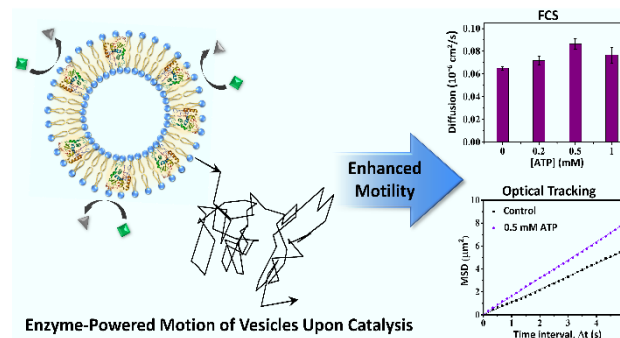 FCS
Diffusion (10⁻⁶ cm²/s)
0.10
0.08
0.06
0.04
0.02
0.00
0 0.2 0.5 1
[ATP] (mM)
Enhanced
Motility
Optical Tracking
MSD (μm²)
10
8
6
4
2
0
Control
0.5 mM ATP
1 2 3 4
Time interval, Δt (s)
Enzyme-Powered Motion of Vesicles Upon Catalysis